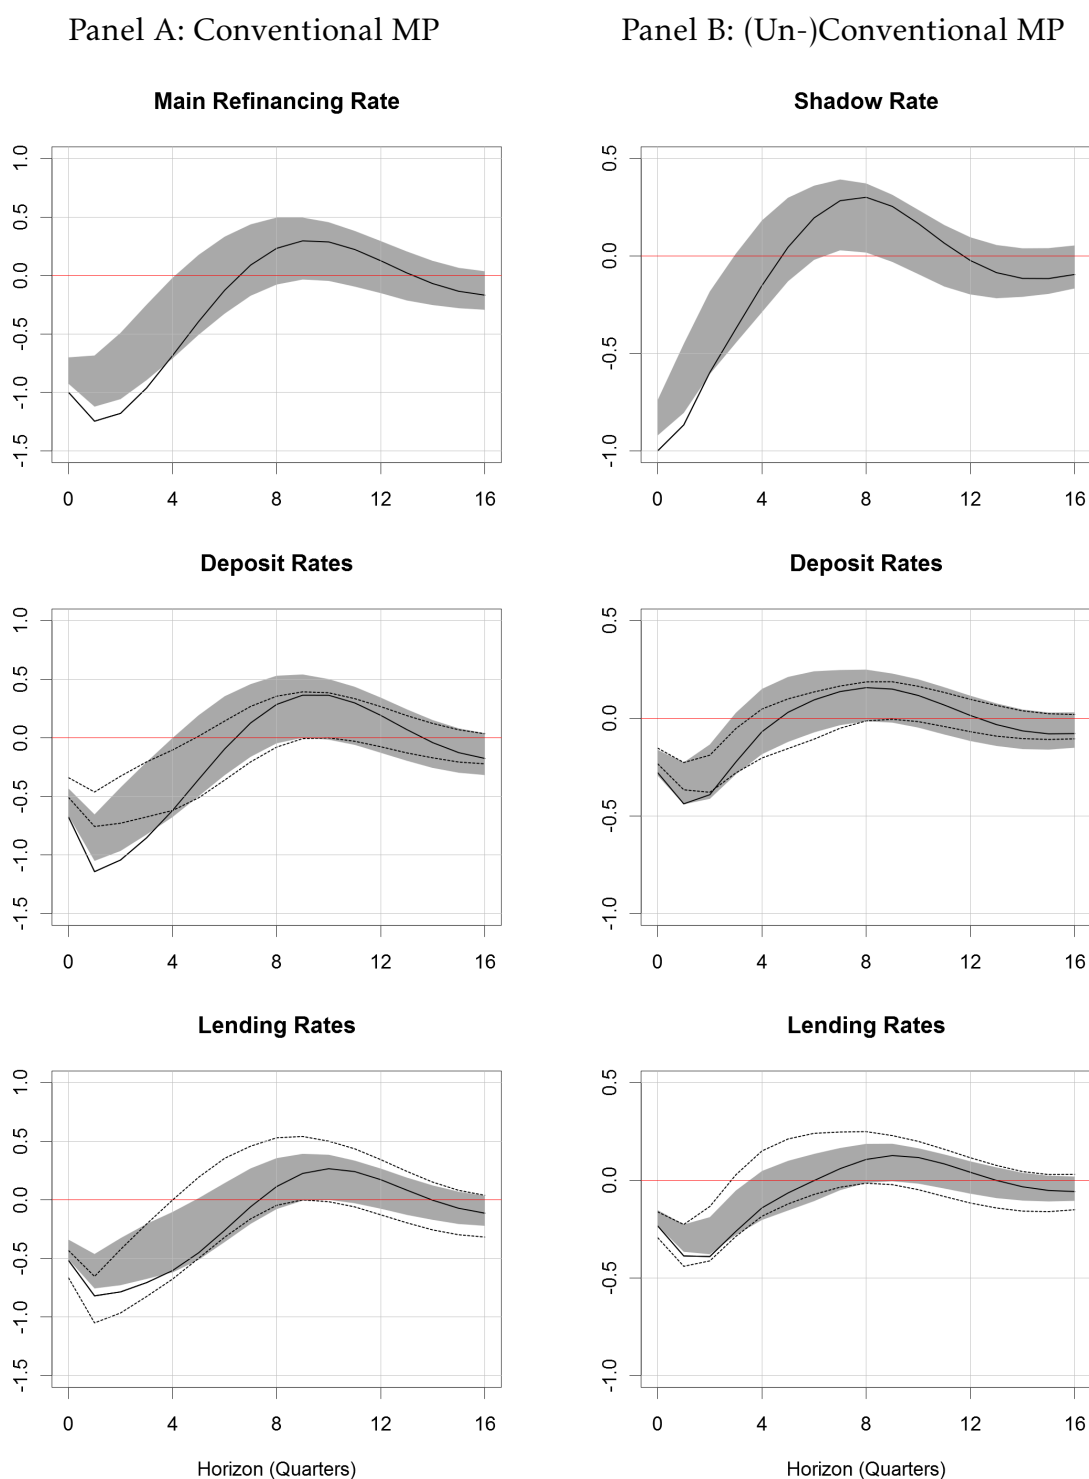 Panel A: Conventional MP
Panel B: (Un-)Conventional MP
Main Refinancing Rate
1.0
0.5
0.0
-0.5
-1.0
-1.5
0 4 8 12 16
Shadow Rate
0.5
0.0
-0.5
-1.0
0 4 8 12 16
Deposit Rates
1.0
0.5
0.0
-0.5
-1.0
-1.5
0 4 8 12 16
Deposit Rates
0.5
0.0
-0.5
-1.0
0 4 8 12 16
Lending Rates
1.0
0.5
0.0
-0.5
-1.0
-1.5
0 4 8 12 16
Horizon (Quarters)
Lending Rates
0.5
0.0
-0.5
-1.0
0 4 8 12 16
Horizon (Quarters)